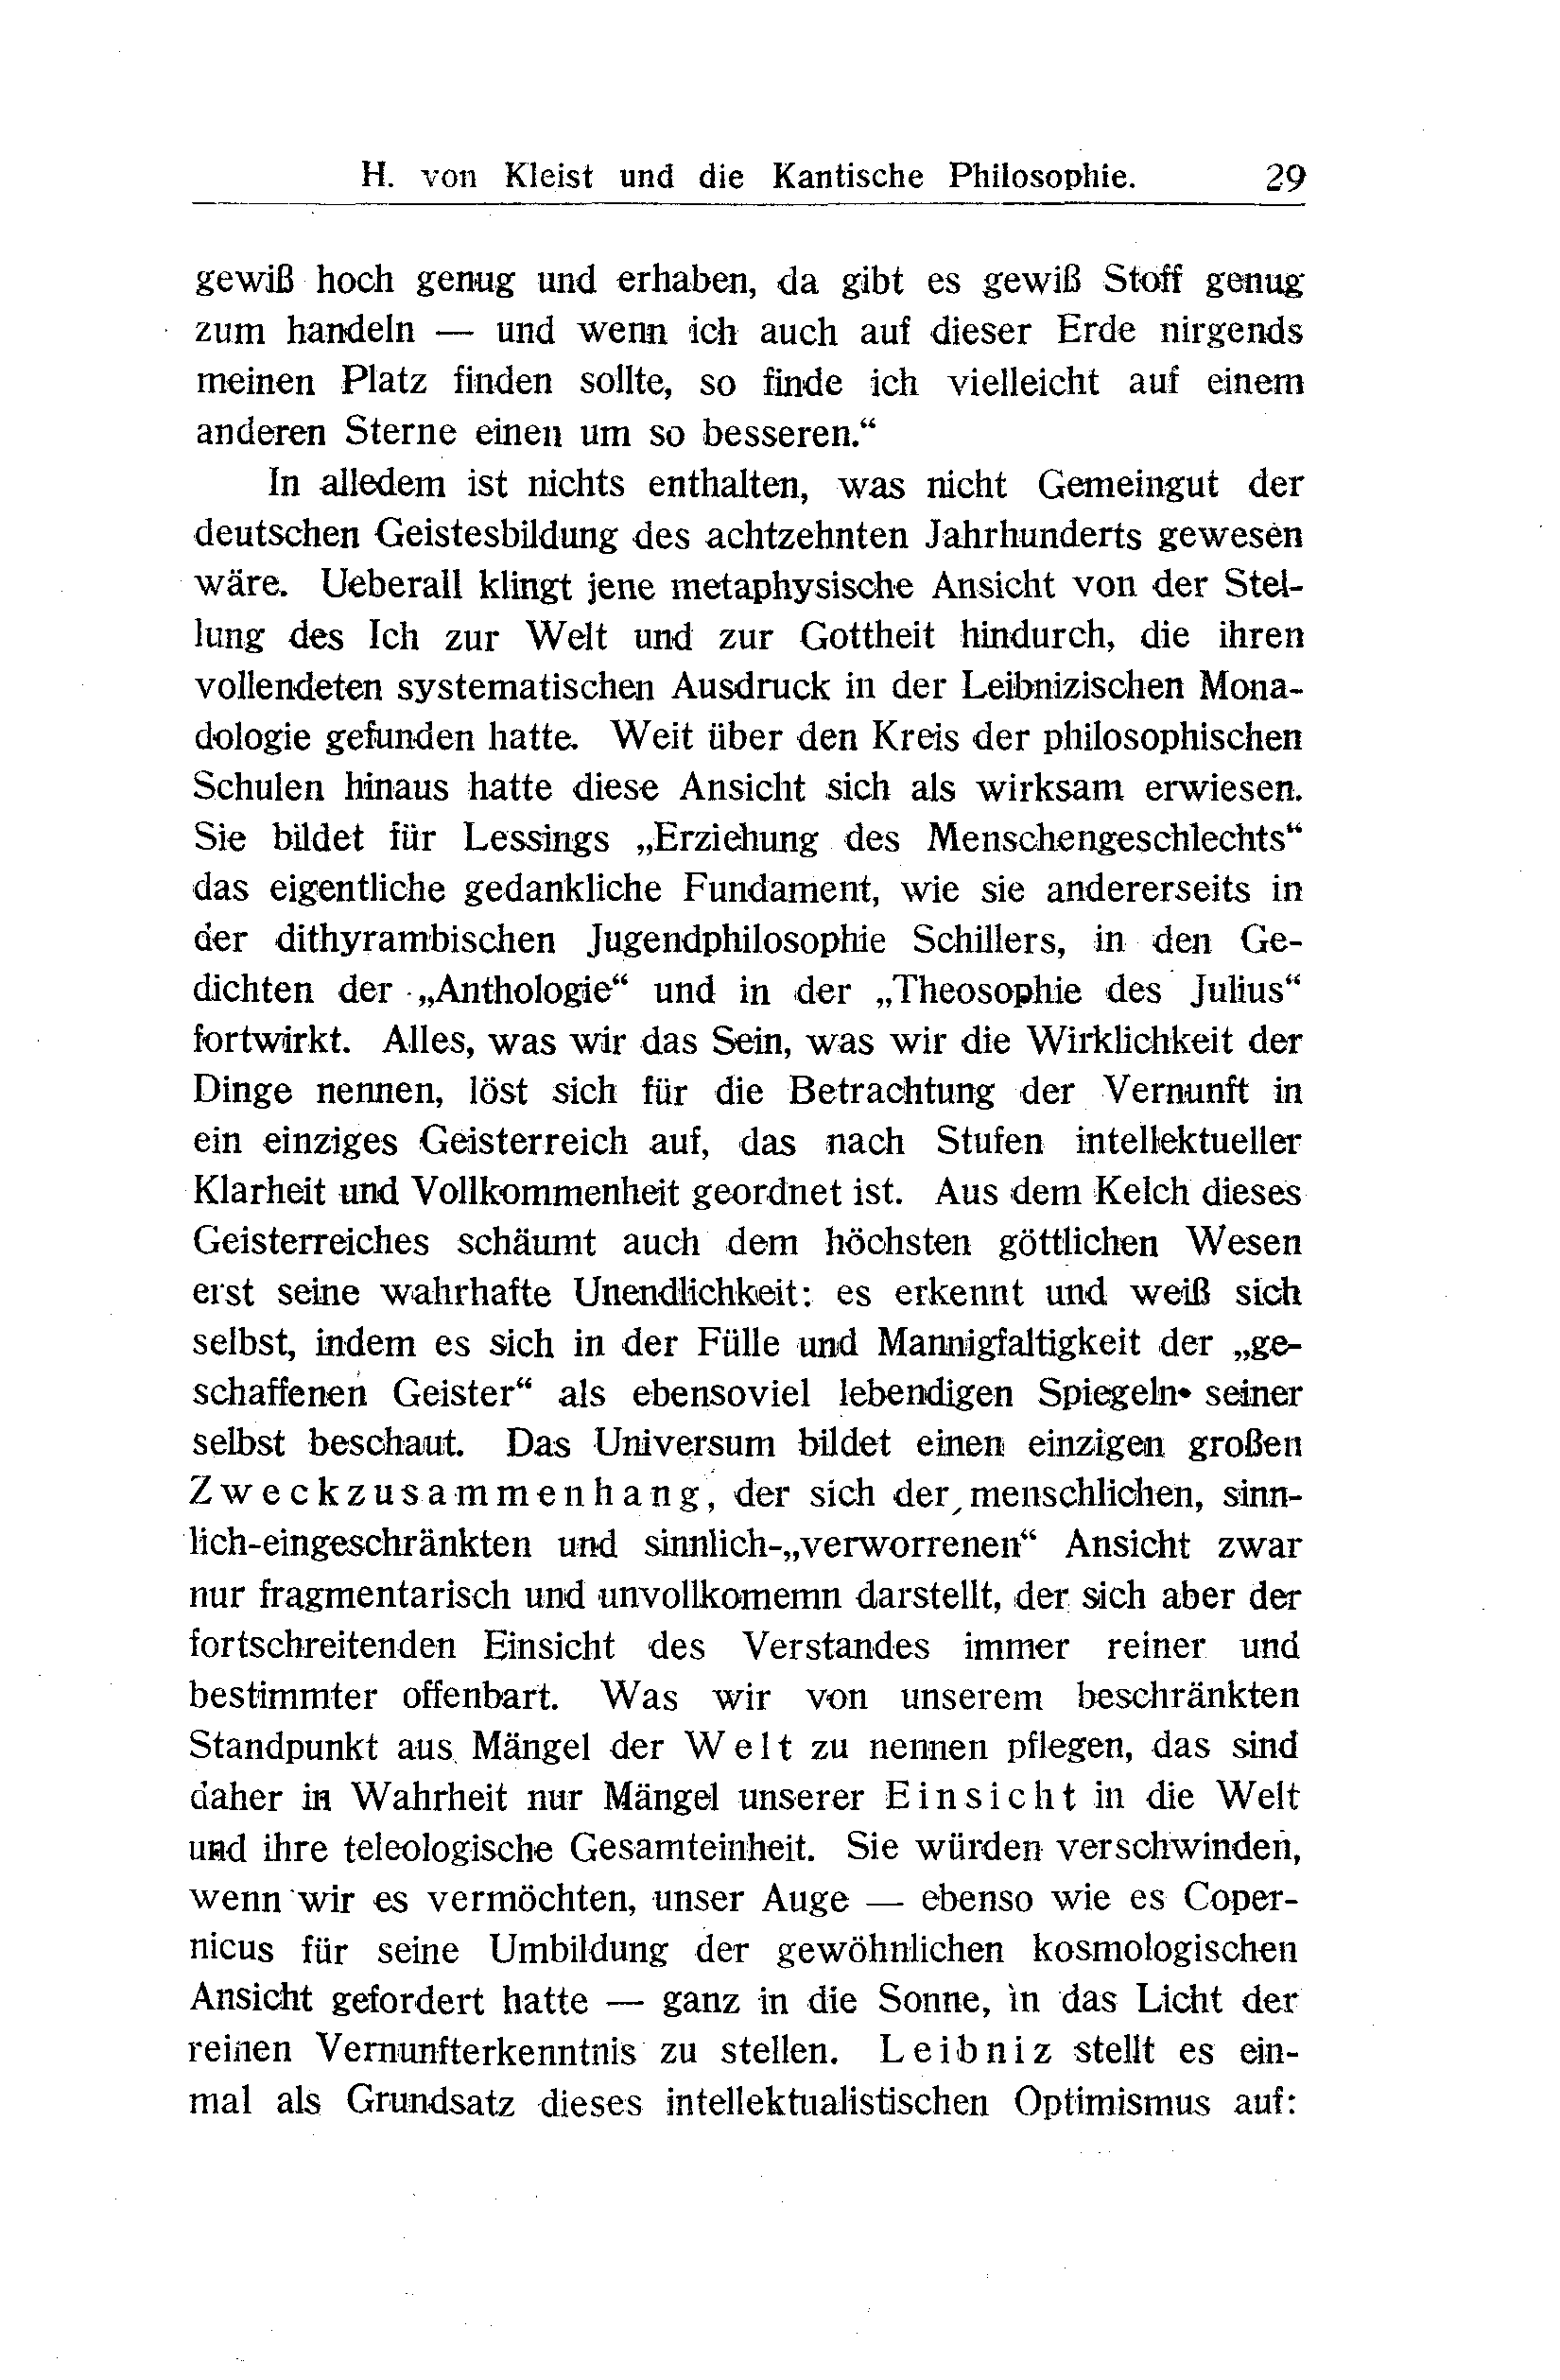 H. von Kleist und die Kantische Philosophie. 29
gewiß hoch genug und erhaben, da gibt es gewiß Stoff genug
zum handeln — und wenn ich auch auf dieser Erde nirgends
meinen Platz finden sollte, so finde ich vielleicht auf einem
anderen Sterne einen um so besseren.“
In alledem ist nichts enthalten, was nicht Gemeingut der
deutschen Geistesbildung des achtzehnten Jahrhunderts gewesen
wäre. Ueberall klingt jene metaphysische Ansicht von der Stel-
lung des Ich zur Welt und zur Gottheit hindurch, die ihren
vollendeten systematischen Ausdruck in der Leibnizischen Mona-
dologie gefunden hatte. Weit über den Kreis der philosophischen
Schulen hinaus hatte diese Ansicht sich als wirksam erwiesen.
Sie bildet für Lessings „Erziehung des Menschengeschlechts“
das eigentliche gedankliche Fundament, wie sie andererseits in
der dithyrambischen Jugendphilosophie Schillers, in den Ge-
dichten der „Anthologie“ und in der „Theosophie des Julius“
fortwirkt. Alles, was wir das Sein, was wir die Wirklichkeit der
Dinge nennen, löst sich für die Betrachtung der Vernunft in
ein einziges Geisterreich auf, das nach Stufen intellektueller
Klarheit und Vollkommenheit geordnet ist. Aus dem Kelch dieses
Geisterreiches schäumt auch dem höchsten göttlichen Wesen
erst seine wahrhafte Unendlichkeit: es erkennt und weiß sich
selbst, indem es sich in der Fülle und Mannigfaltigkeit der „ge-
schaffenen Geister“ als ebensoviel lebendigen Spiegeln seiner
selbst beschaut. Das Universum bildet einen einzigen großen
Zweckzusammenhang, der sich der menschlichen, sinn-
lich-eingeschränkten und sinnlich-„verworrenen“ Ansicht zwar
nur fragmentarisch und unvollkomemn darstellt, der sich aber der
fortschreitenden Einsicht des Verstandes immer reiner und
bestimmter offenbart. Was wir von unserem beschränkten
Standpunkt aus Mängel der Welt zu nennen pflegen, das sind
daher in Wahrheit nur Mängel unserer Einsicht in die Welt
und ihre teleologische Gesamteinheit. Sie würden verschwinden,
wenn wir es vermöchten, unser Auge — ebenso wie es Coper-
nicus für seine Umbildung der gewöhnlichen kosmologischen
Ansicht gefordert hatte — ganz in die Sonne, in das Licht der
reinen Vernunfterkenntnis zu stellen. Leibniz stellt es ein-
mal als Grundsatz dieses intellektualistischen Optimismus auf: